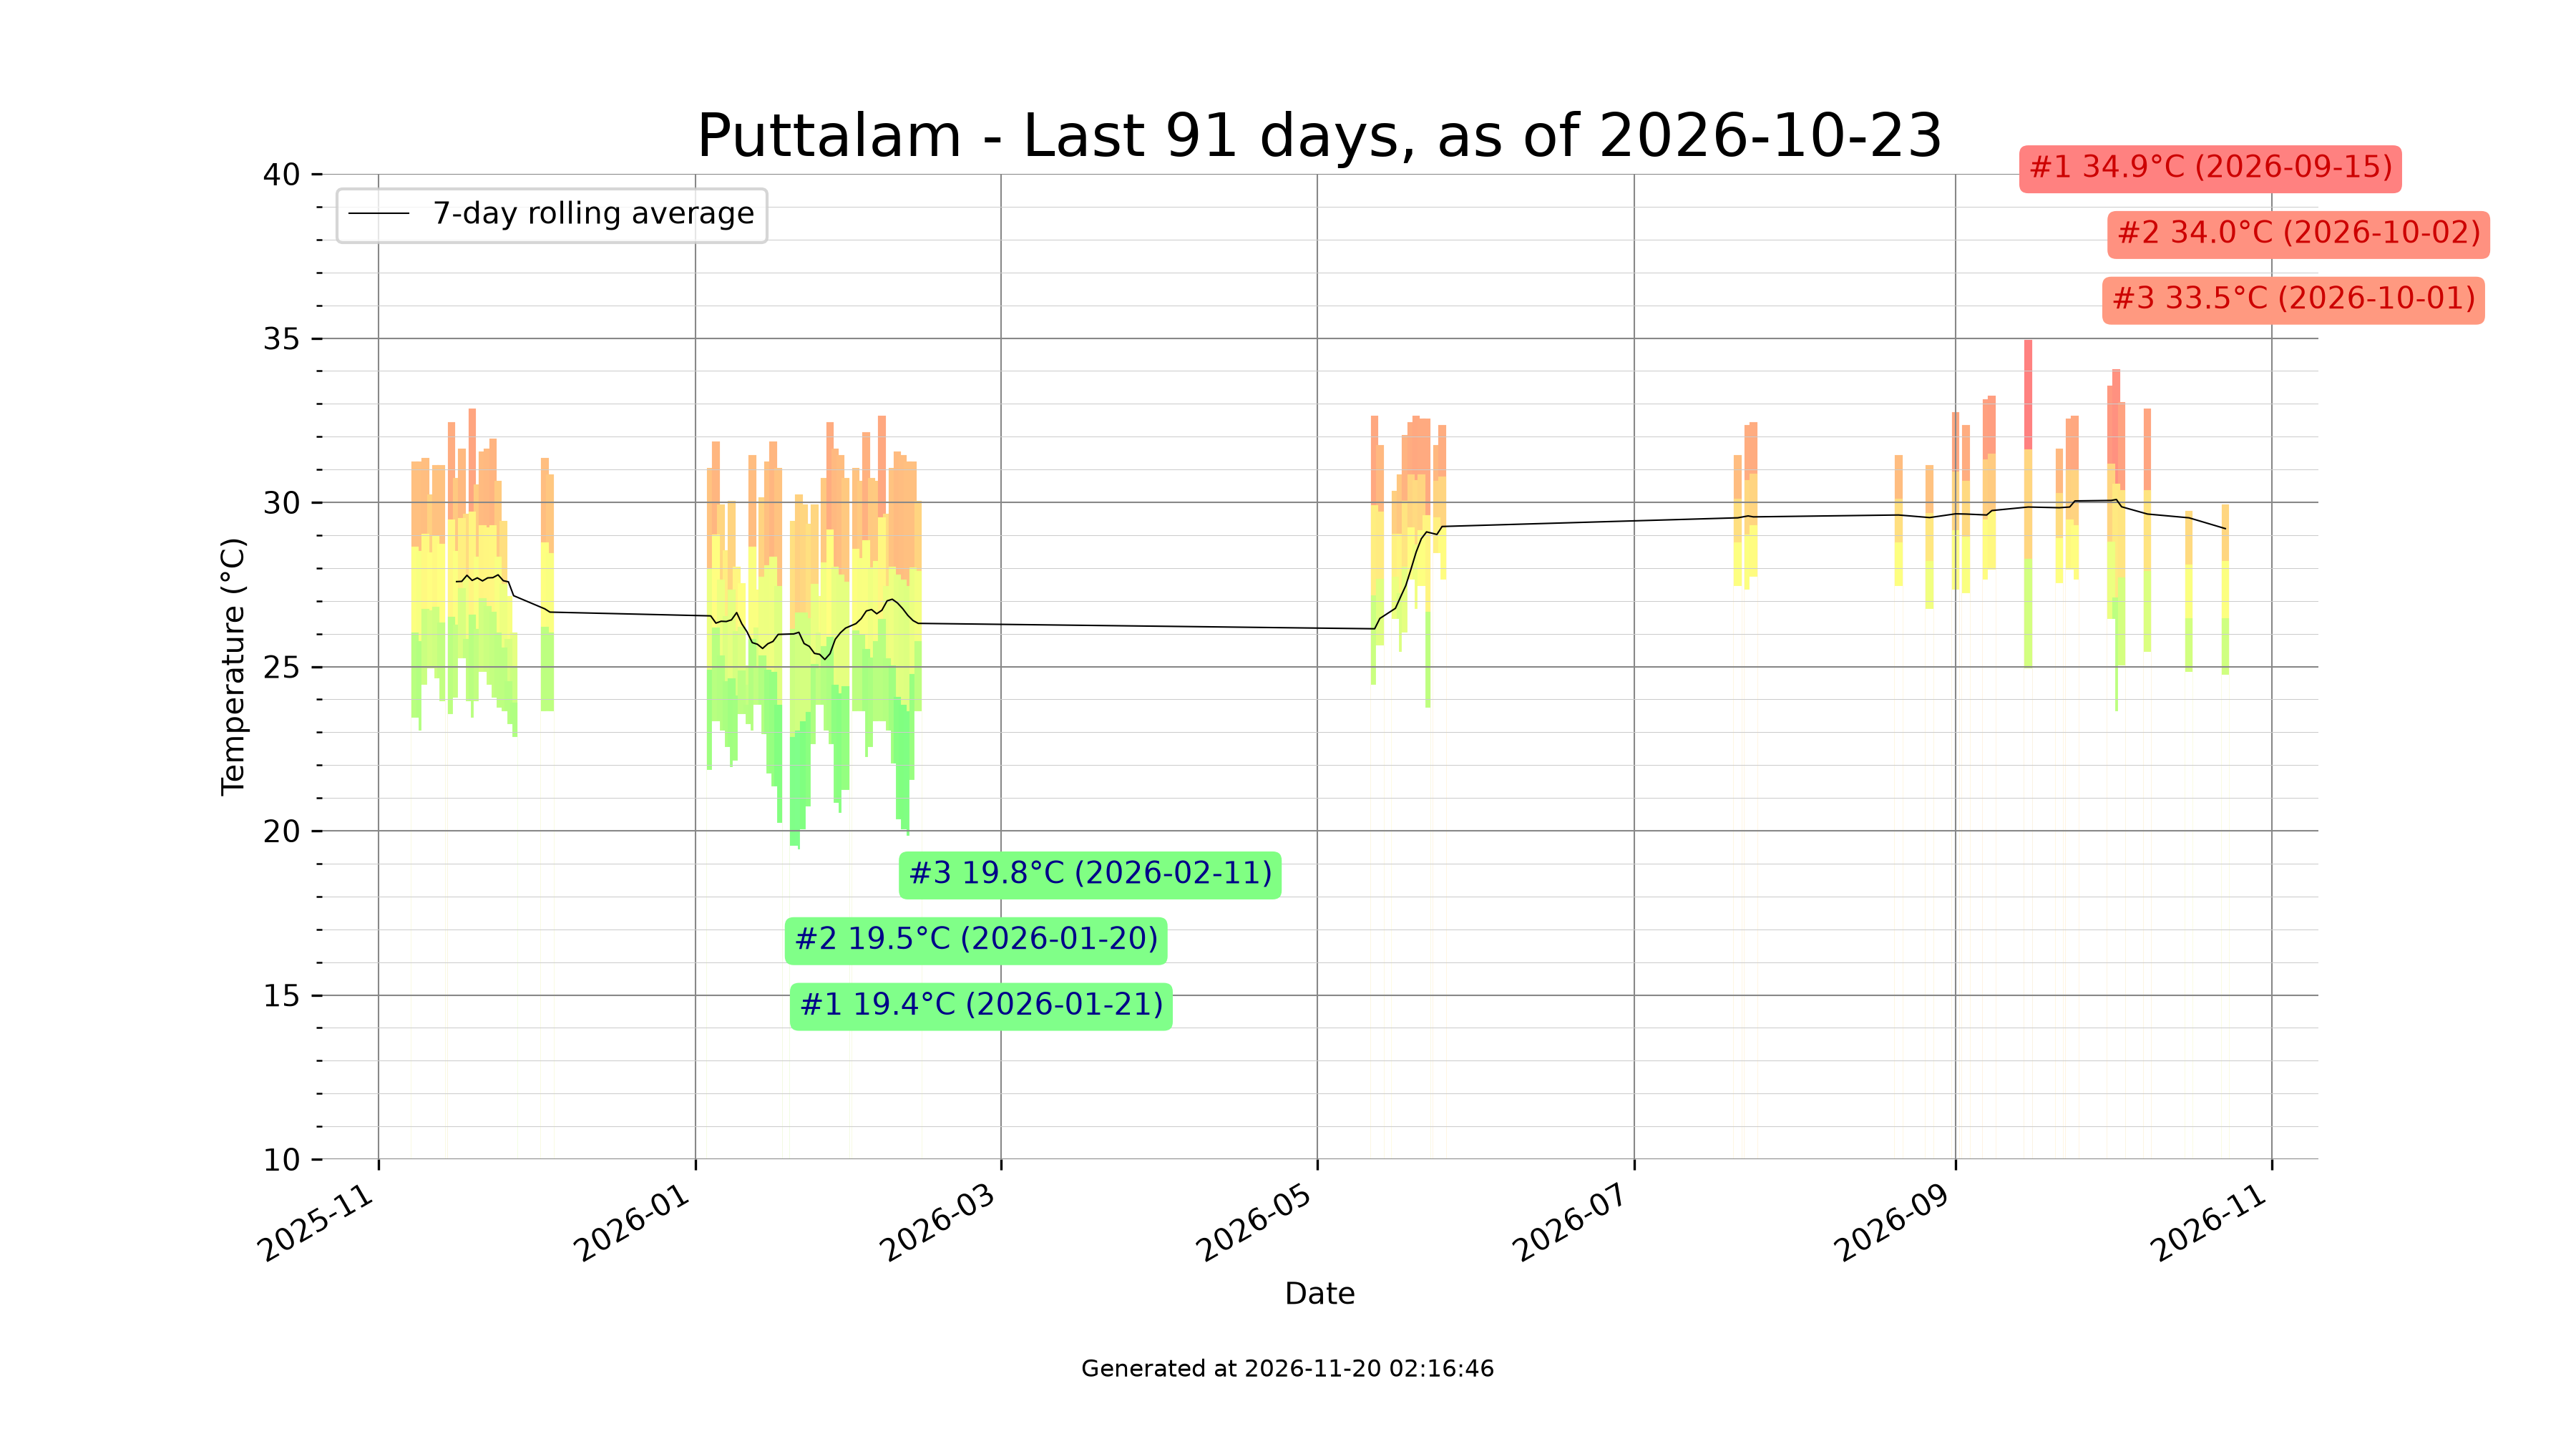 Puttalam - Last 91 days, as of 2026-10-23
#1 34.9°C (2026-09-15)
#2 34.0°C (2026-10-02)
#3 33.5°C (2026-10-01)
7-day rolling average
40
35
30
25
20
15
10
Temperature (°C)
#3 19.8°C (2026-02-11)
#2 19.5°C (2026-01-20)
#1 19.4°C (2026-01-21)
2025-11
2026-01
2026-03
2026-05
2026-07
2026-09
2026-11
Date
Generated at 2026-11-20 02:16:46